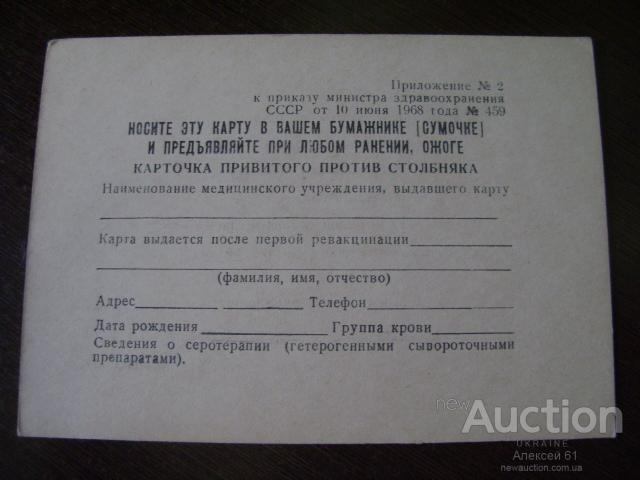 Приложение № 2
к приказу министра здравоохранения
СССР от 10 июня 1968 года № 459
НОСИТЕ ЭТУ КАРТУ В ВАШЕМ БУМАЖНИКЕ [СУМОЧКЕ]
И ПРЕДЪЯВЛЯЙТЕ ПРИ ЛЮБОМ РАНЕНИИ, ОЖОГЕ
КАРТОЧКА ПРИВИТОГО ПРОТИВ СТОЛБНЯКА
Наименование медицинского учреждения, выдавшего карту
Карта выдается после первой ревакцинации
(фамилия, имя, отчество)
Адрес Телефон
Дата рождения Группа крови
Сведения о серотерапии (гетерогенными сывороточными
препаратами).
new Auction
UKRAINE
Алексей 61
newauction.com.ua